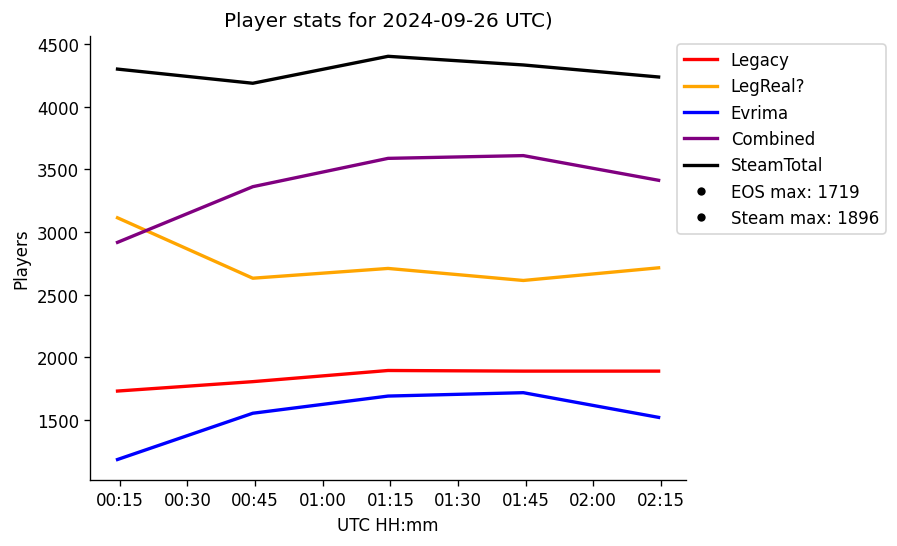 Player stats for 2024-09-26 UTC)
Players
4500
4000
3500
3000
2500
2000
1500
00:15 00:30 00:45 01:00 01:15 01:30 01:45 02:00 02:15
UTC HH:mm
Legacy
LegReal?
Evrima
Combined
SteamTotal
EOS max: 1719
Steam max: 1896